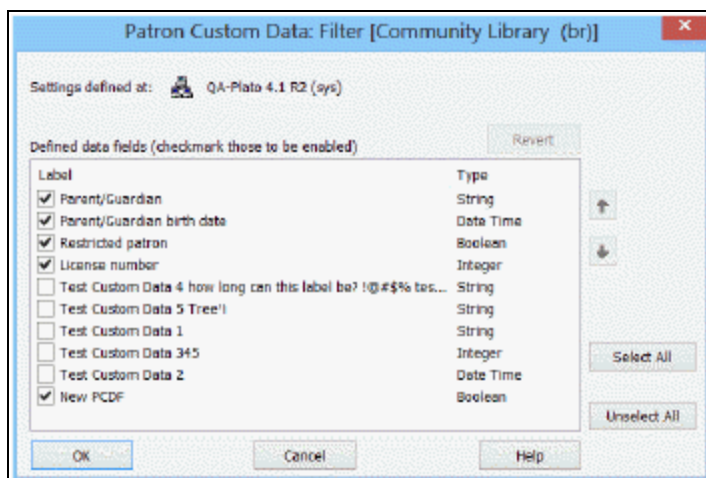 Patron Custom Data: Filter [Community Library (br)]
Settings defined at: QA-Plato 4.1 R2 (sys)
Revert
Defined data fields (checkmark those to be enabled)
Label Type
Parent/Guardian String
Parent/Guardian birth date Date Time
Restricted patron Boolean
License number Integer
Test Custom Data 4 how long can this label be? !@#$% tes... String
Test Custom Data 5 Tree'l String
Test Custom Data 1 String
Test Custom Data 345 Integer
Select All
Test Custom Data 2 Date Time
New PCDF Boolean
Unselect All
OK Cancel Help